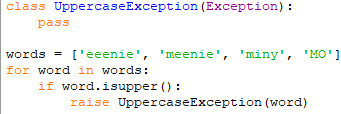 class UppercaseException(Exception):
    pass

words = ['eeenie', 'meenie', 'miny', 'MO']
for word in words:
    if word.isupper():
        raise UppercaseException(word)